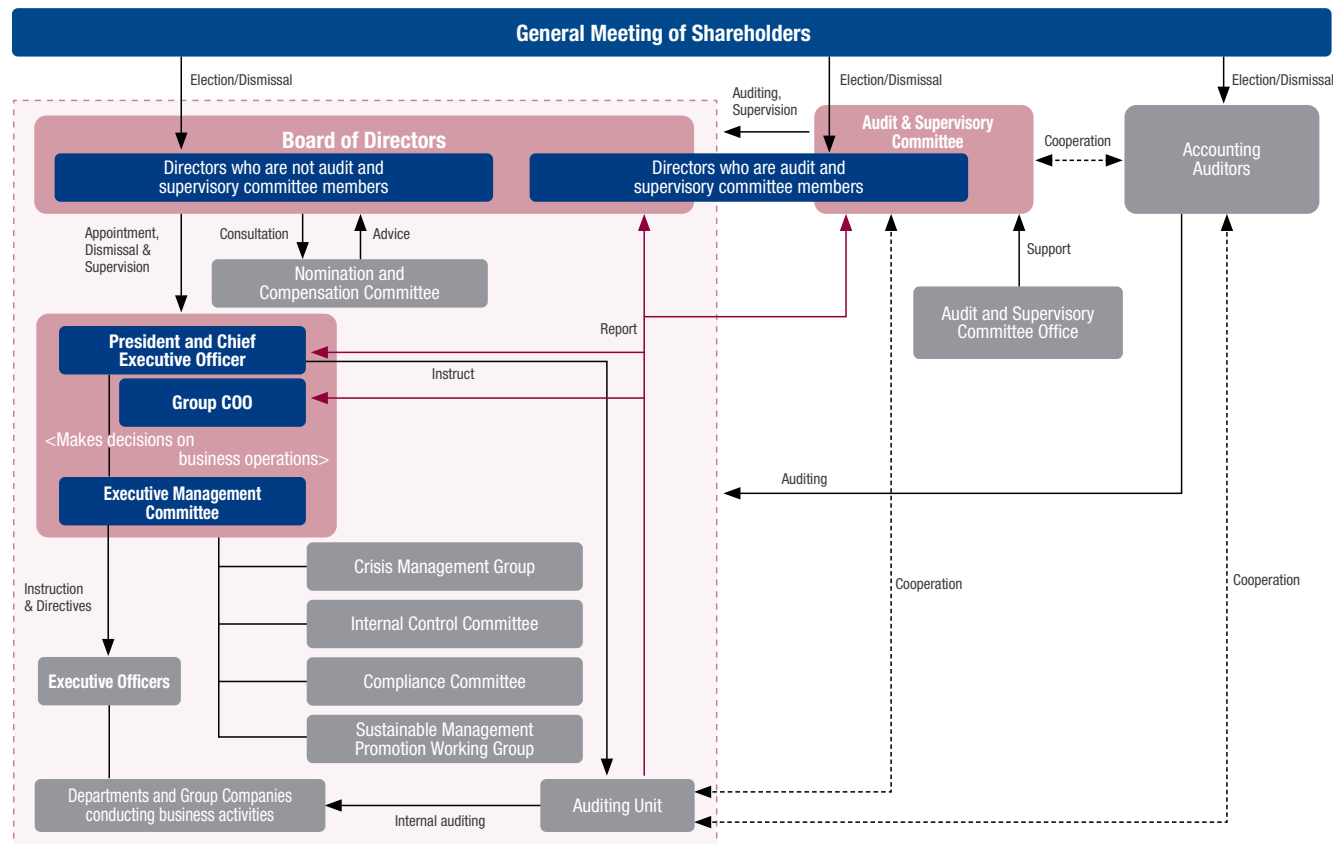 General Meeting of Shareholders
Election/Dismissal
Election/Dismissal
Election/Dismissal
Auditing,
Supervision
Board of Directors
Directors who are not audit and
supervisory committee members
Directors who are audit and
supervisory committee members
Audit & Supervisory
Committee
Cooperation
Accounting
Auditors
Appointment,
Dismissal &
Supervision
Consultation
Advice
Nomination and
Compensation Committee
Support
Audit and Supervisory
Committee Office
Report
President and Chief
Executive Officer
Instruct
Group COO
<Makes decisions on
business operations>
Executive Management
Committee
Auditing
Crisis Management Group
Instruction
& Directives
Internal Control Committee
Cooperation
Cooperation
Executive Officers
Compliance Committee
Sustainable Management
Promotion Working Group
Departments and Group Companies
conducting business activities
Internal auditing
Auditing Unit